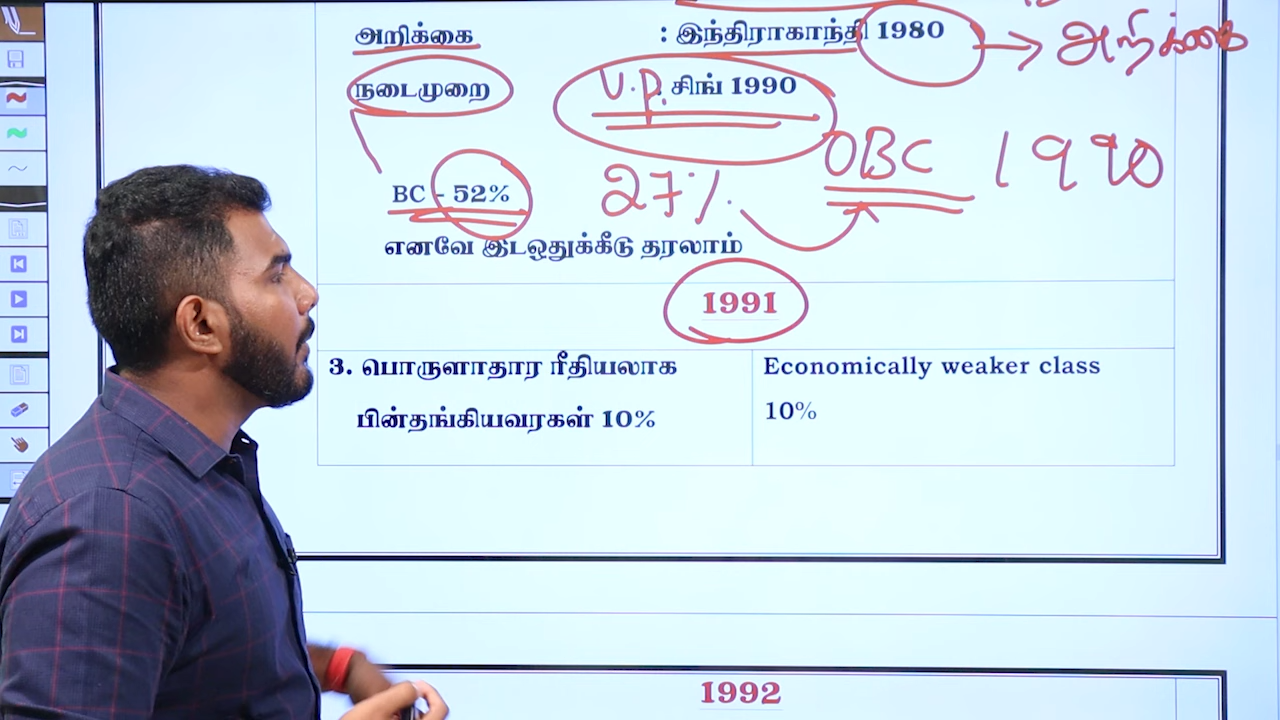 அறிக்கை : இந்திராகாந்தி 1980 → அறிக்கை
நடைமுறை V.P. சிங் 1990
OBC 1990
BC - 52% 27%
எனவே இடஒதுக்கீடு தரலாம்
1991
3. பொருளாதார ரீதியலாக
பின்தங்கியவரகள் 10%
Economically weaker class
10%
1992